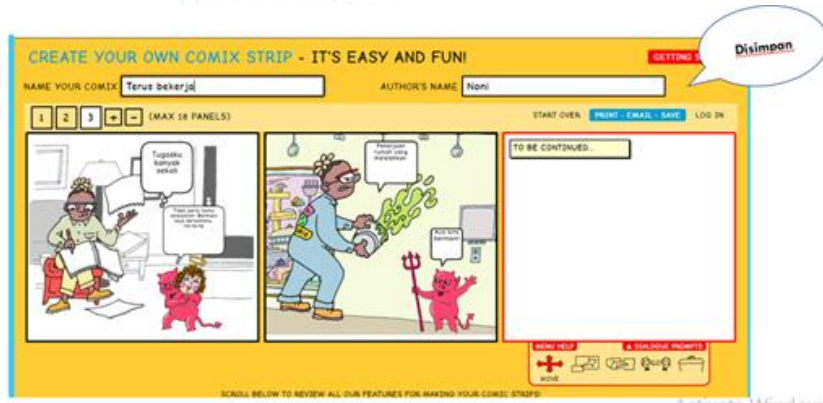 Disimpan
CREATE YOUR OWN COMIX STRIP - IT'S EASY AND FUN!
GETTING S
NAME YOUR COMIX Terus bekerja
AUTHOR'S NAME Noni
1 2 3 + - (MAX 18 PANELS)
START OVER PRINT - EMAIL - SAVE LOG IN
Tugasku
banyak
sekali
Pekerjaan
rumah yang
melelahkan
Ayo kita
bermain!
TO BE CONTINUED...
MENU HELP
DIALOGUE PROMPTS
MOVE
SCROLL BELOW TO REVIEW ALL OUR FEATURES FOR MAKING YOUR COMIC STRIPS!